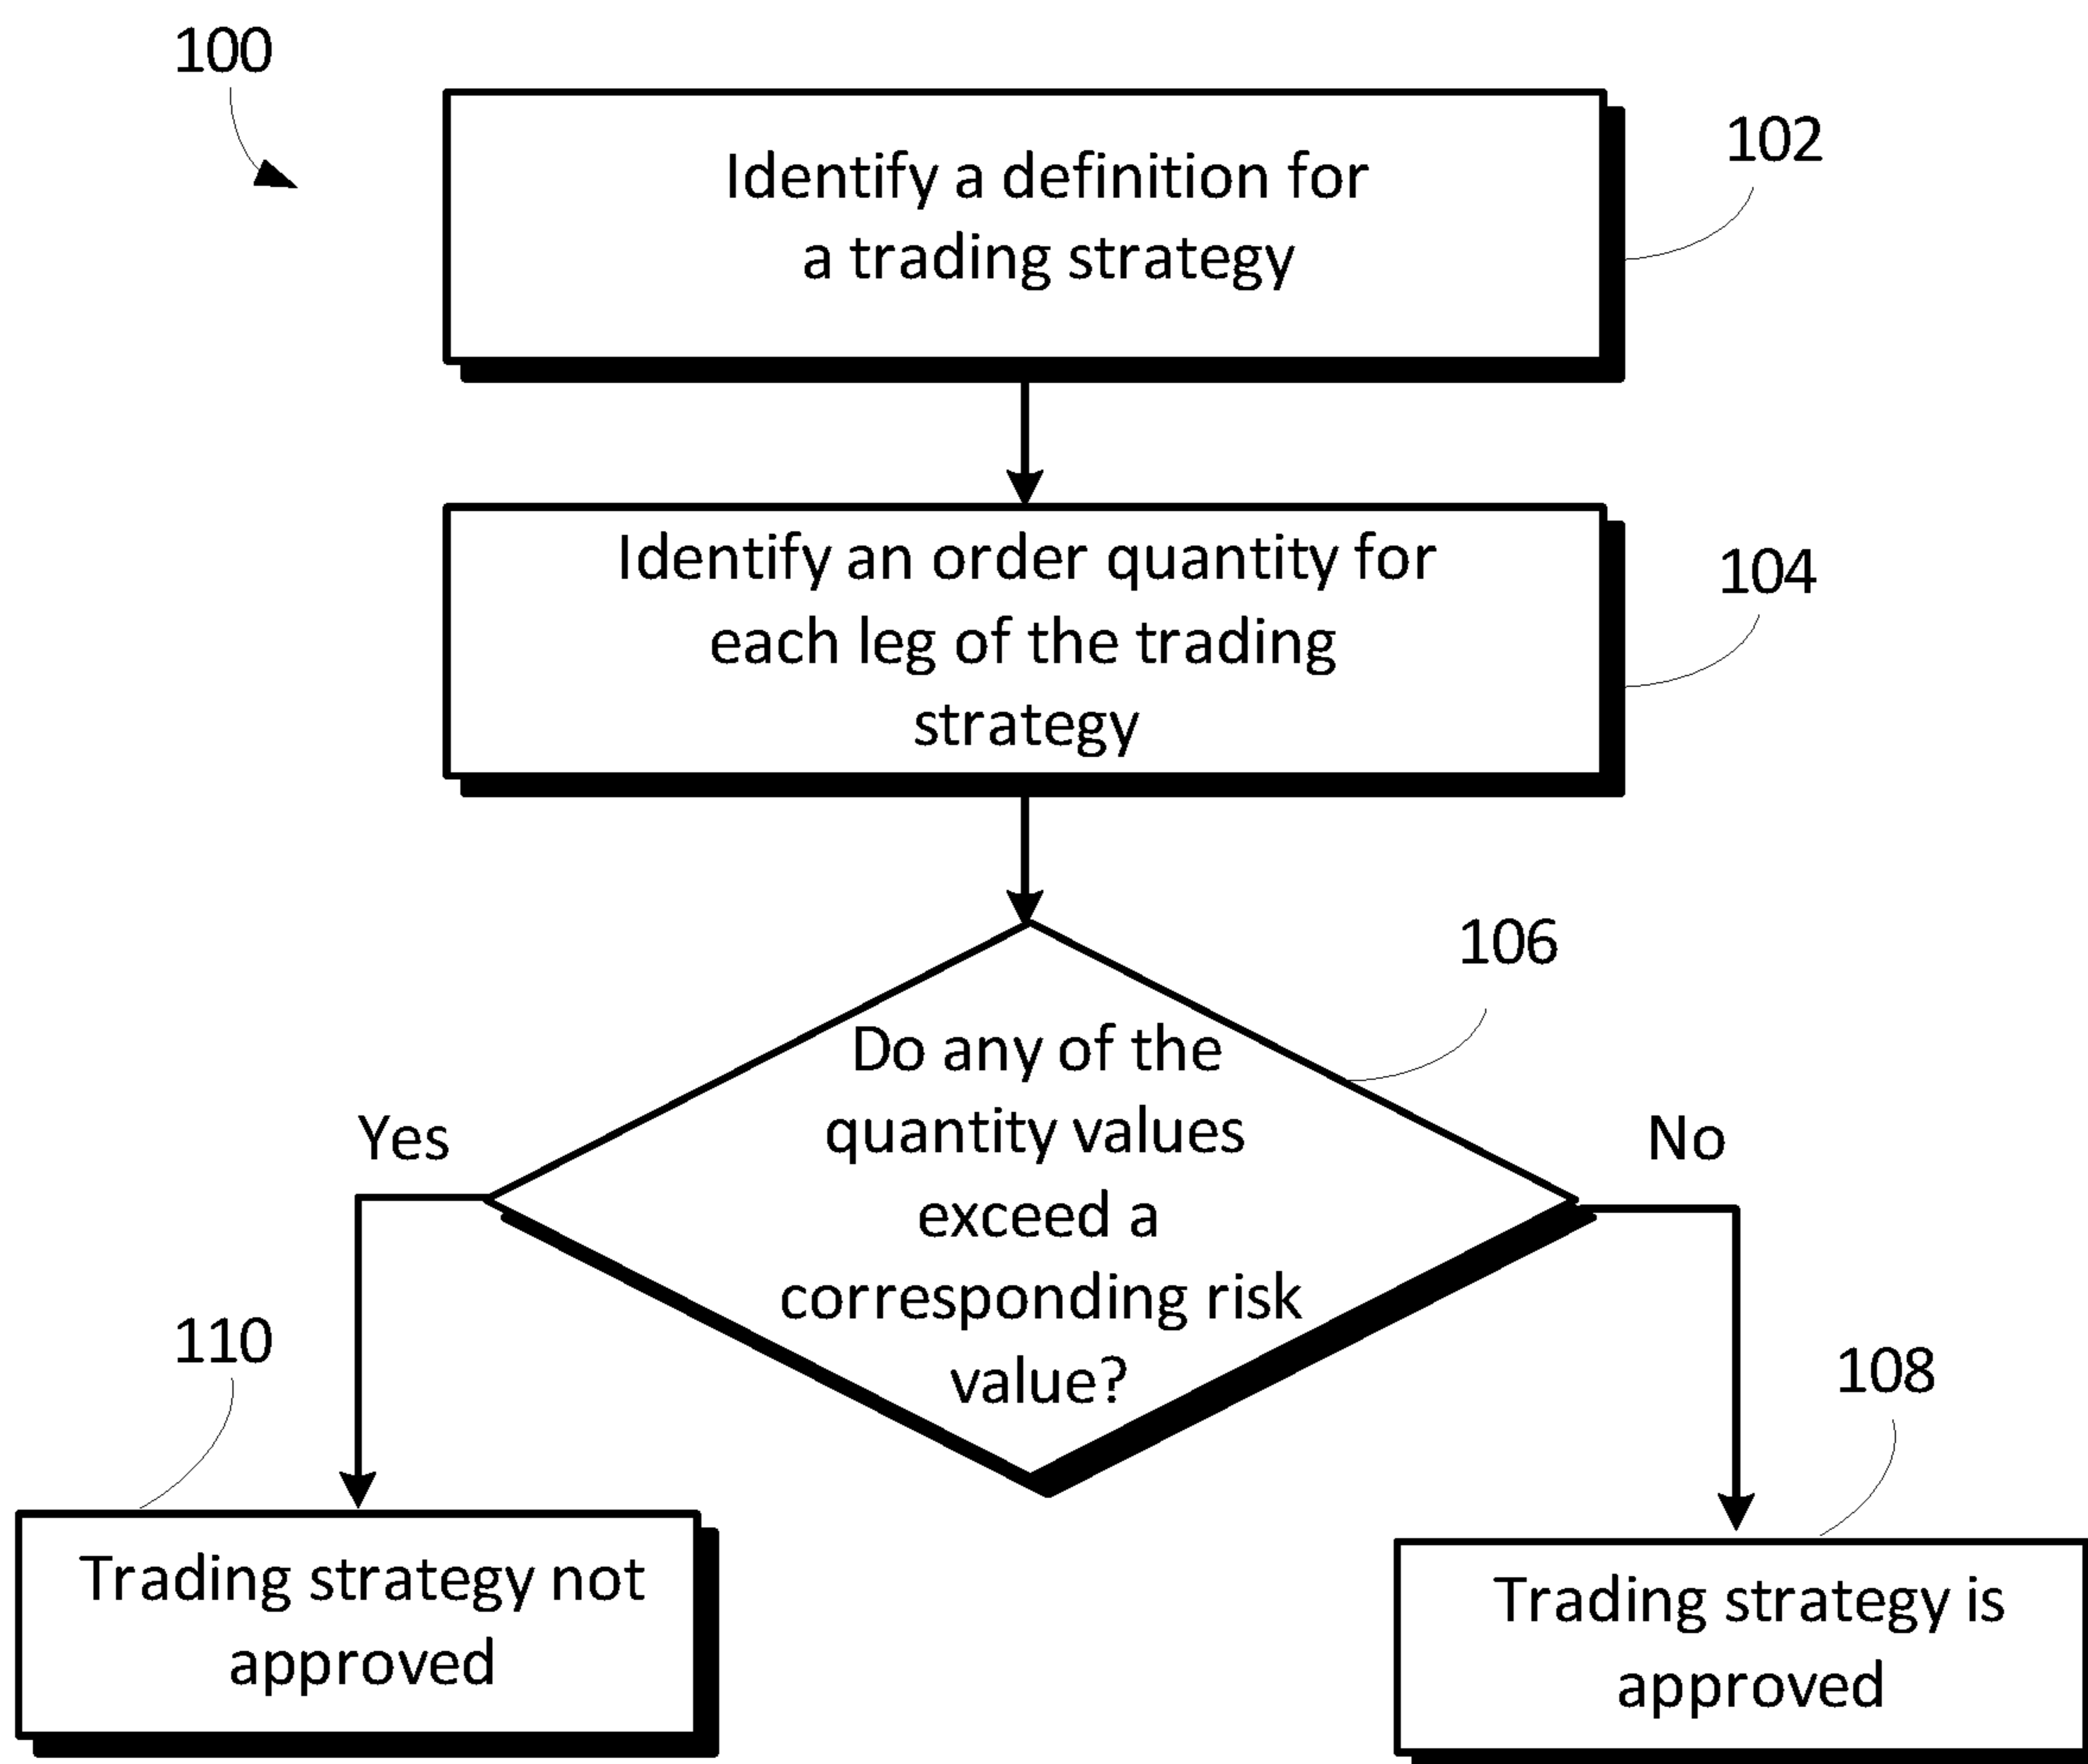 100
Identify a definition for
a trading strategy
102
Identify an order quantity for
each leg of the trading
strategy
104
106
Do any of the
quantity values
exceed a
corresponding risk
value?
Yes
No
110
108
Trading strategy not
approved
Trading strategy is
approved